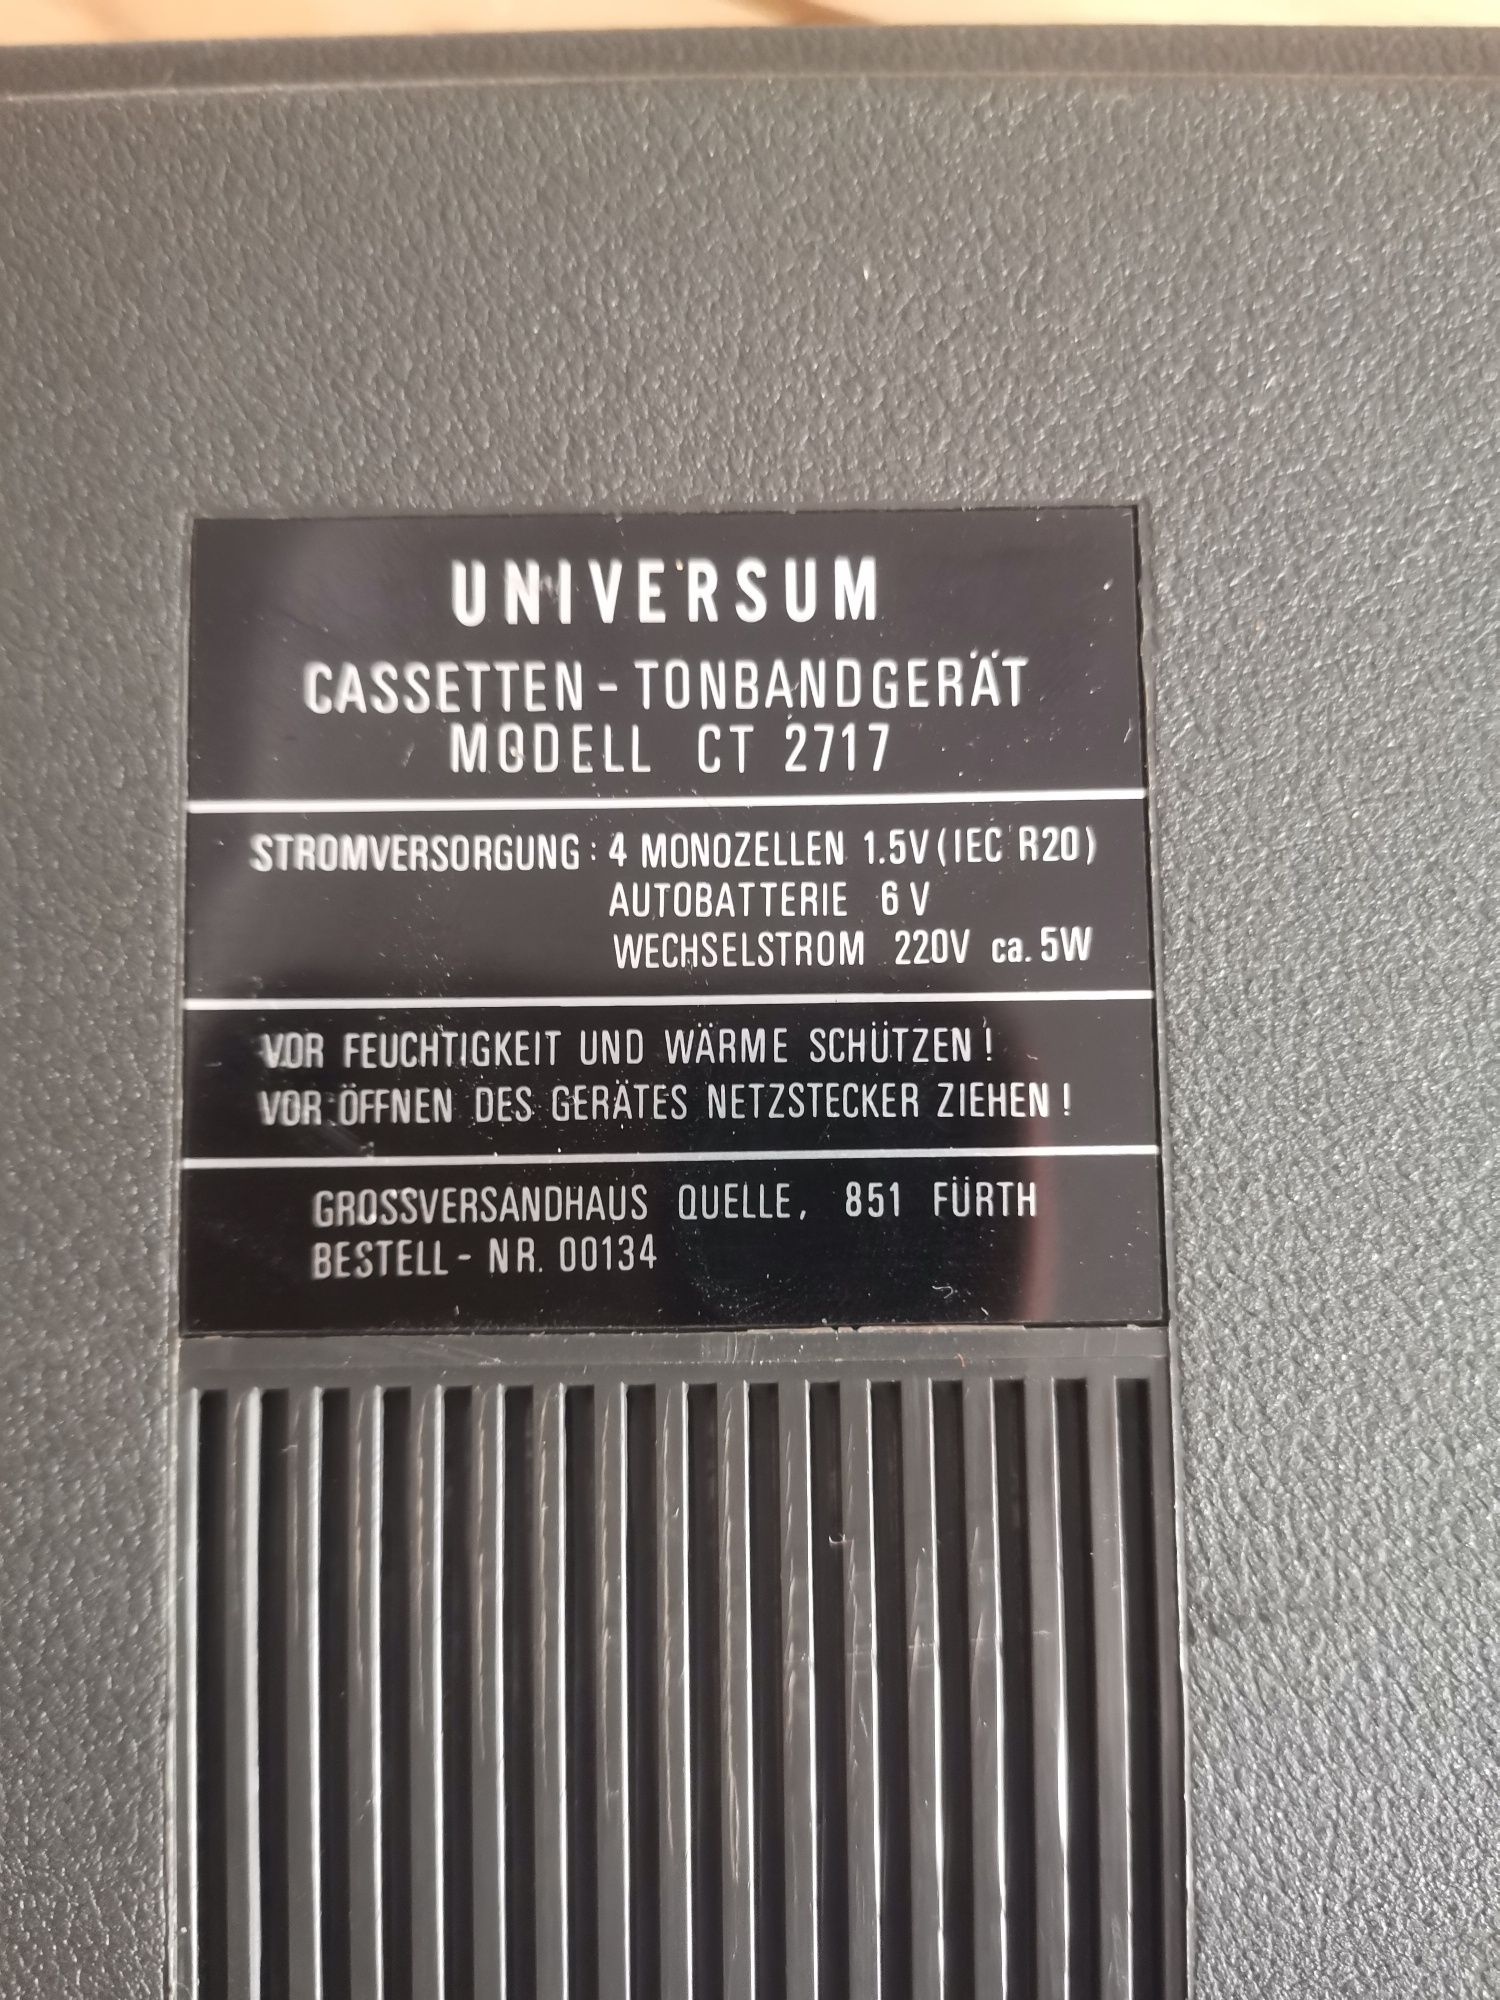 UNIVERSUM
CASSETTEN - TONBANDGERÄT
MODELL CT 2717
STROMVERSORGUNG : 4 MONOZELLEN 1.5V (IEC R20)
AUTOBATTERIE 6 V
WECHSELSTROM 220V ca. 5W
VOR FEUCHTIGKEIT UND WÄRME SCHÜTZEN !
VOR ÖFFNEN DES GERÄTES NETZSTECKER ZIEHEN !
GROSSVERSANDHAUS QUELLE, 851 FÜRTH
BESTELL - NR. 00134